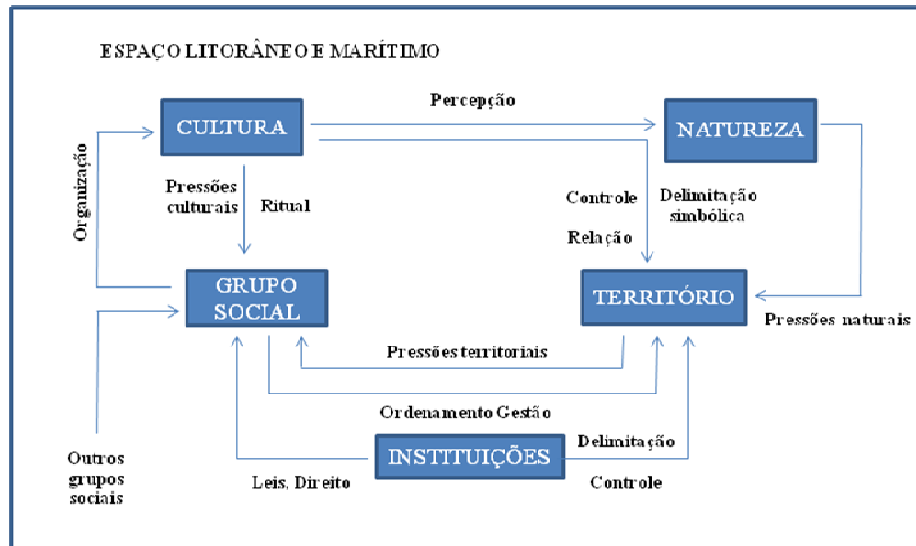 ESPAÇO LITORÂNEO E MARÍTIMO
Percepção
CULTURA
NATUREZA
Organização
Pressões
culturais
Ritual
Controle
Delimitação
simbólica
Relação
GRUPO
SOCIAL
TERRITÓRIO
Pressões naturais
Pressões territoriais
Ordenamento Gestão
Outros
grupos
sociais
INSTITUIÇÕES
Delimitação
Leis, Direito
Controle